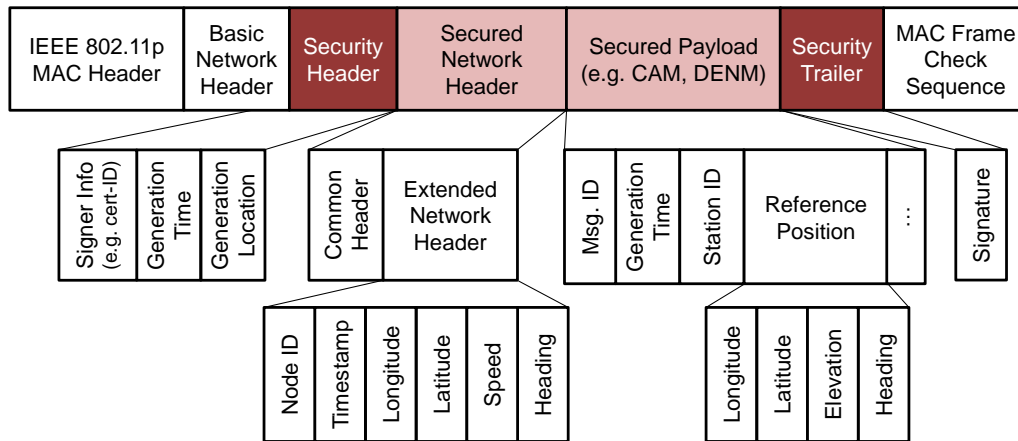 IEEE 802.11p
MAC Header
Basic
Network
Header
Security
Header
Secured
Network
Header
Secured Payload
(e.g. CAM, DENM)
Security
Trailer
MAC Frame
Check
Sequence
Signer Info
(e.g. cert-ID)
Generation
Time
Generation
Location
Common
Header
Extended
Network
Header
Msg. ID
Generation
Time
Station ID
Reference
Position
...
Signature
Node ID
Timestamp
Longitude
Latitude
Speed
Heading
Longitude
Latitude
Elevation
Heading